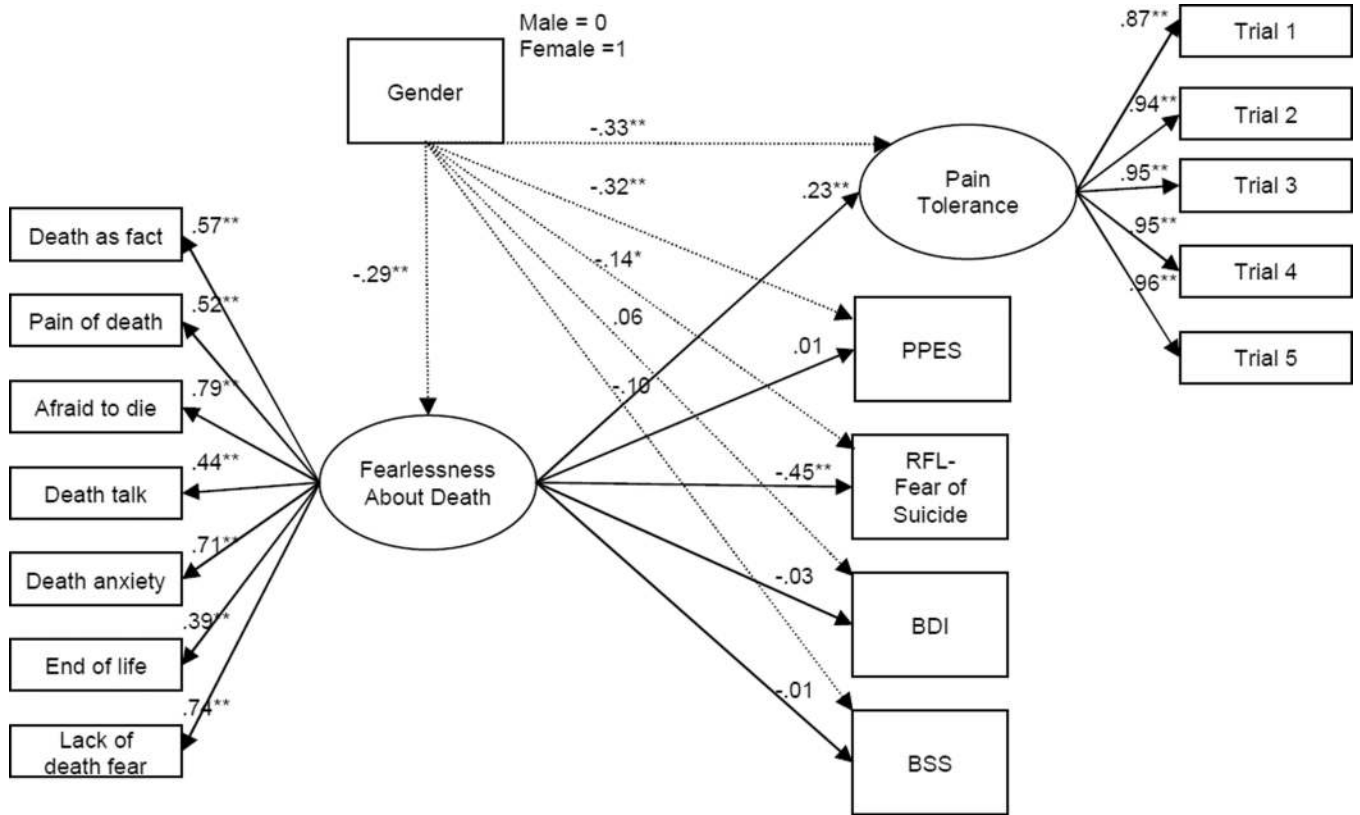 Male = 0
Female =1
Gender
-.33**
-.32**
-.14*
.06
-.10
-.29**
Pain
Tolerance
.87**
.94**
.95**
.95**
.96**
Trial 1
Trial 2
Trial 3
Trial 4
Trial 5
Death as fact
Pain of death
Afraid to die
Death talk
Death anxiety
End of life
Lack of
death fear
.57**
.52**
.79**
.44**
.71**
.39**
.74**
Fearlessness
About Death
.23**
.01
-.45**
-.03
-.01
PPES
RFL-
Fear of
Suicide
BDI
BSS